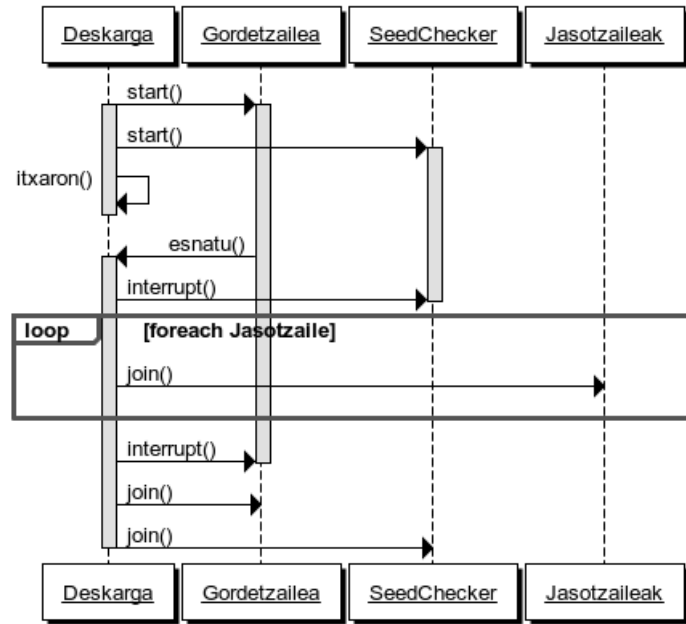 Deskarga Gordetzailea SeedChecker Jasotzaileak
start()
start()
itxaron()
esnatu()
interrupt()
loop [foreach Jasotzaile]
join()
interrupt()
join()
join()
Deskarga Gordetzailea SeedChecker Jasotzaileak